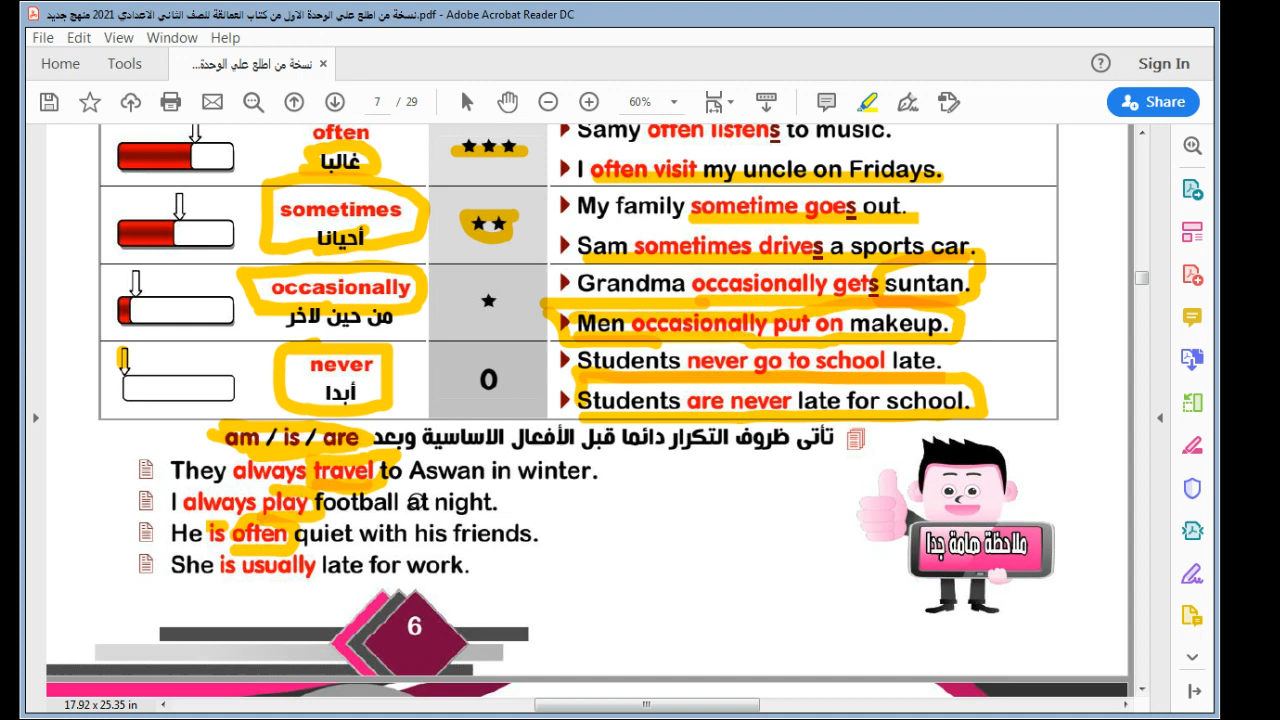 نسخة من اطلع علي الوحدة الاول من كتاب العمالقة للصف الثاني الاعدادي 2021 منهج جديد.pdf - Adobe Acrobat Reader DC
File Edit View Window Help
Home Tools نسخة من اطلع علي الوحدة... × Sign In
7 / 29 60% Share
often
غالبا
★★★
Samy often listens to music.
I often visit my uncle on Fridays.
sometimes
أحيانا
★★
My family sometime goes out.
Sam sometimes drives a sports car.
occasionally
من حين لاخر
★
Grandma occasionally gets suntan.
Men occasionally put on makeup.
never
أبدا
0
Students never go to school late.
Students are never late for school.
تأتى ظروف التكرار دائما قبل الأفعال الاساسية وبعد am / is / are
They always travel to Aswan in winter.
I always play football at night.
He is often quiet with his friends.
She is usually late for work.
ملاحظة هامة جدا
6
17.92 x 25.35 in